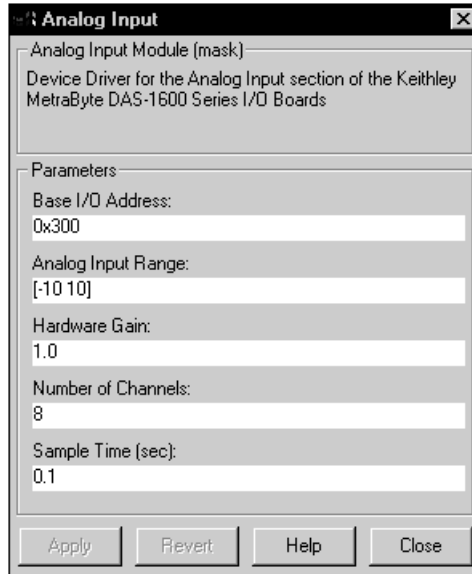 Analog Input
Analog Input Module (mask)
Device Driver for the Analog Input section of the Keithley
MetraByte DAS-1600 Series I/O Boards
Parameters
Base I/O Address:
0x300
Analog Input Range:
[-10 10]
Hardware Gain:
1.0
Number of Channels:
8
Sample Time (sec):
0.1
Apply Revert Help Close